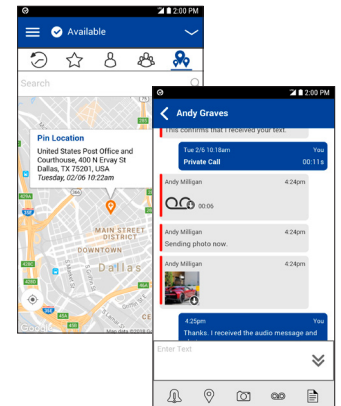 2:00 PM
Available
Search
Pin Location
United States Post Office and
Courthouse, 400 N Ervay St
Dallas, TX 75201, USA
Tuesday, 02/06 10:22am
MAIN STREET
DISTRICT
DOWNTOWN
Dallas
Google
2:00 PM
Andy Graves
This confirms that I received your text.
Tue 2/6 10:18am You
Private Call 00:11s
Andy Milligan 4:24pm
00:06
Andy Milligan 4:24pm
Sending photo now.
Andy Milligan 4:24pm
4:25pm You
Thanks. I received the audio message and
Enter Text